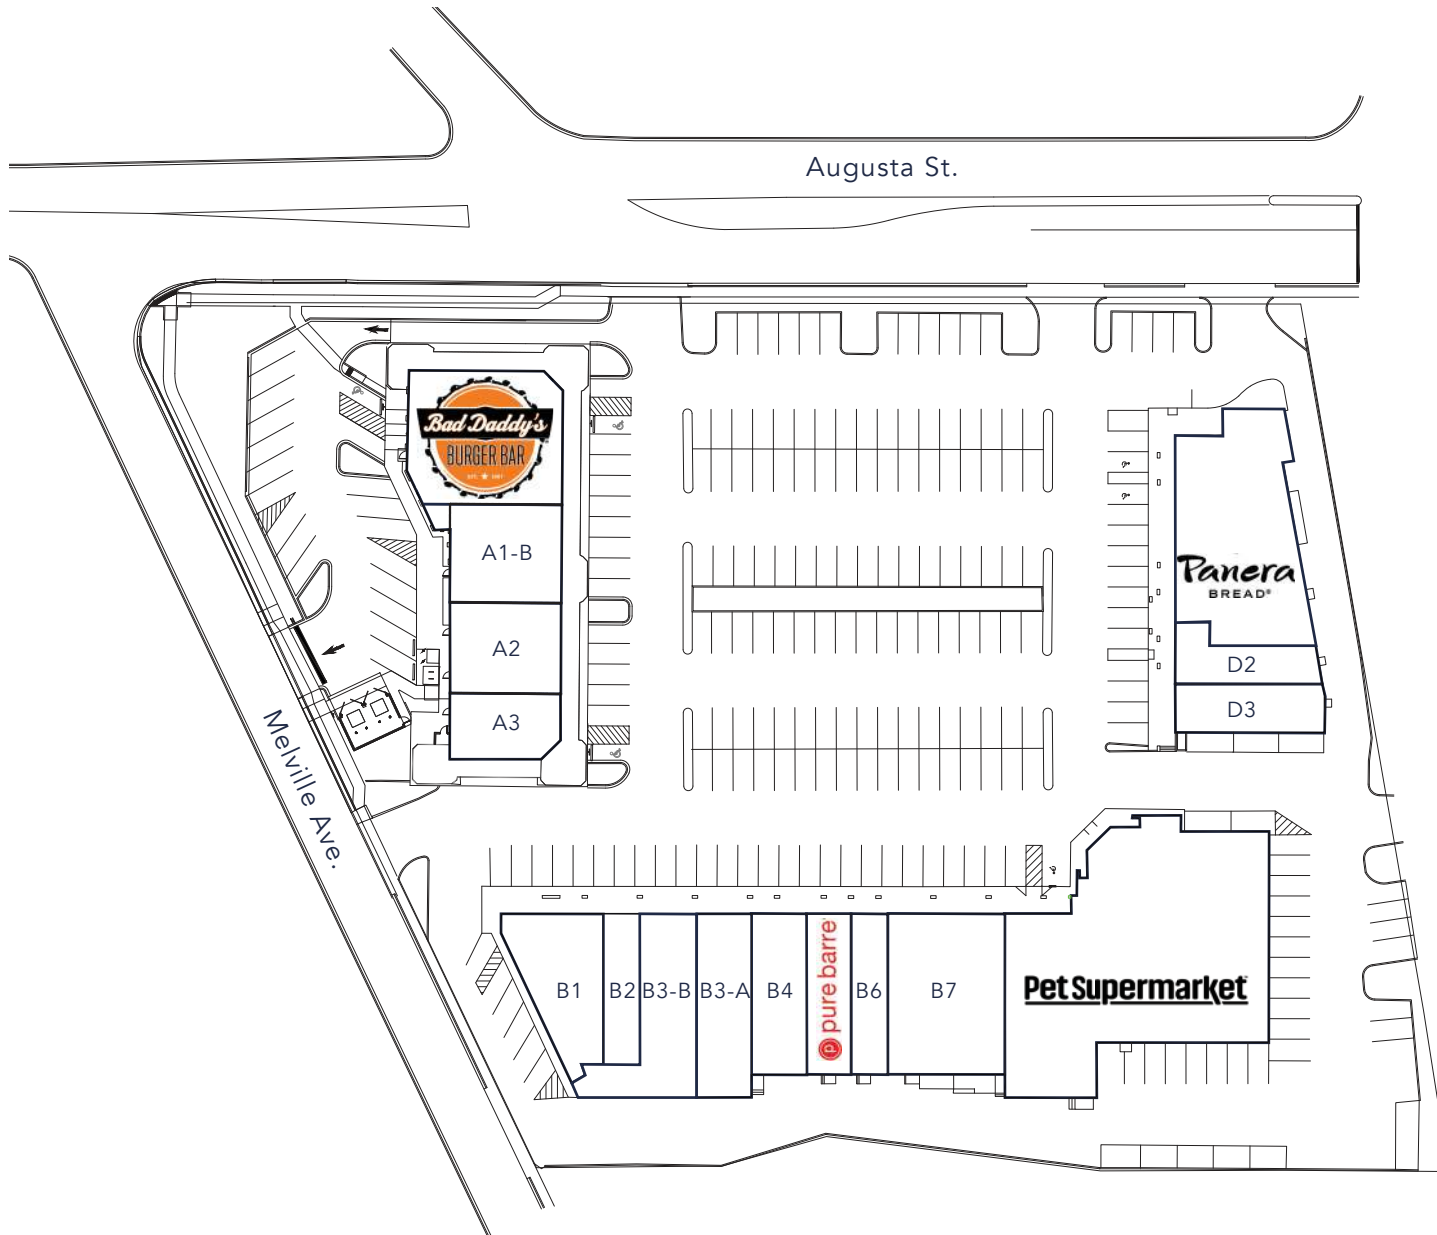 Augusta St.
Bad Daddy's
BURGER BAR
A1-B
A2
A3
Melville Ave.
Panera
BREAD®
D2
D3
B1
B2
B3-B
B3-A
B4
p pure barre
B6
B7
Pet Supermarket